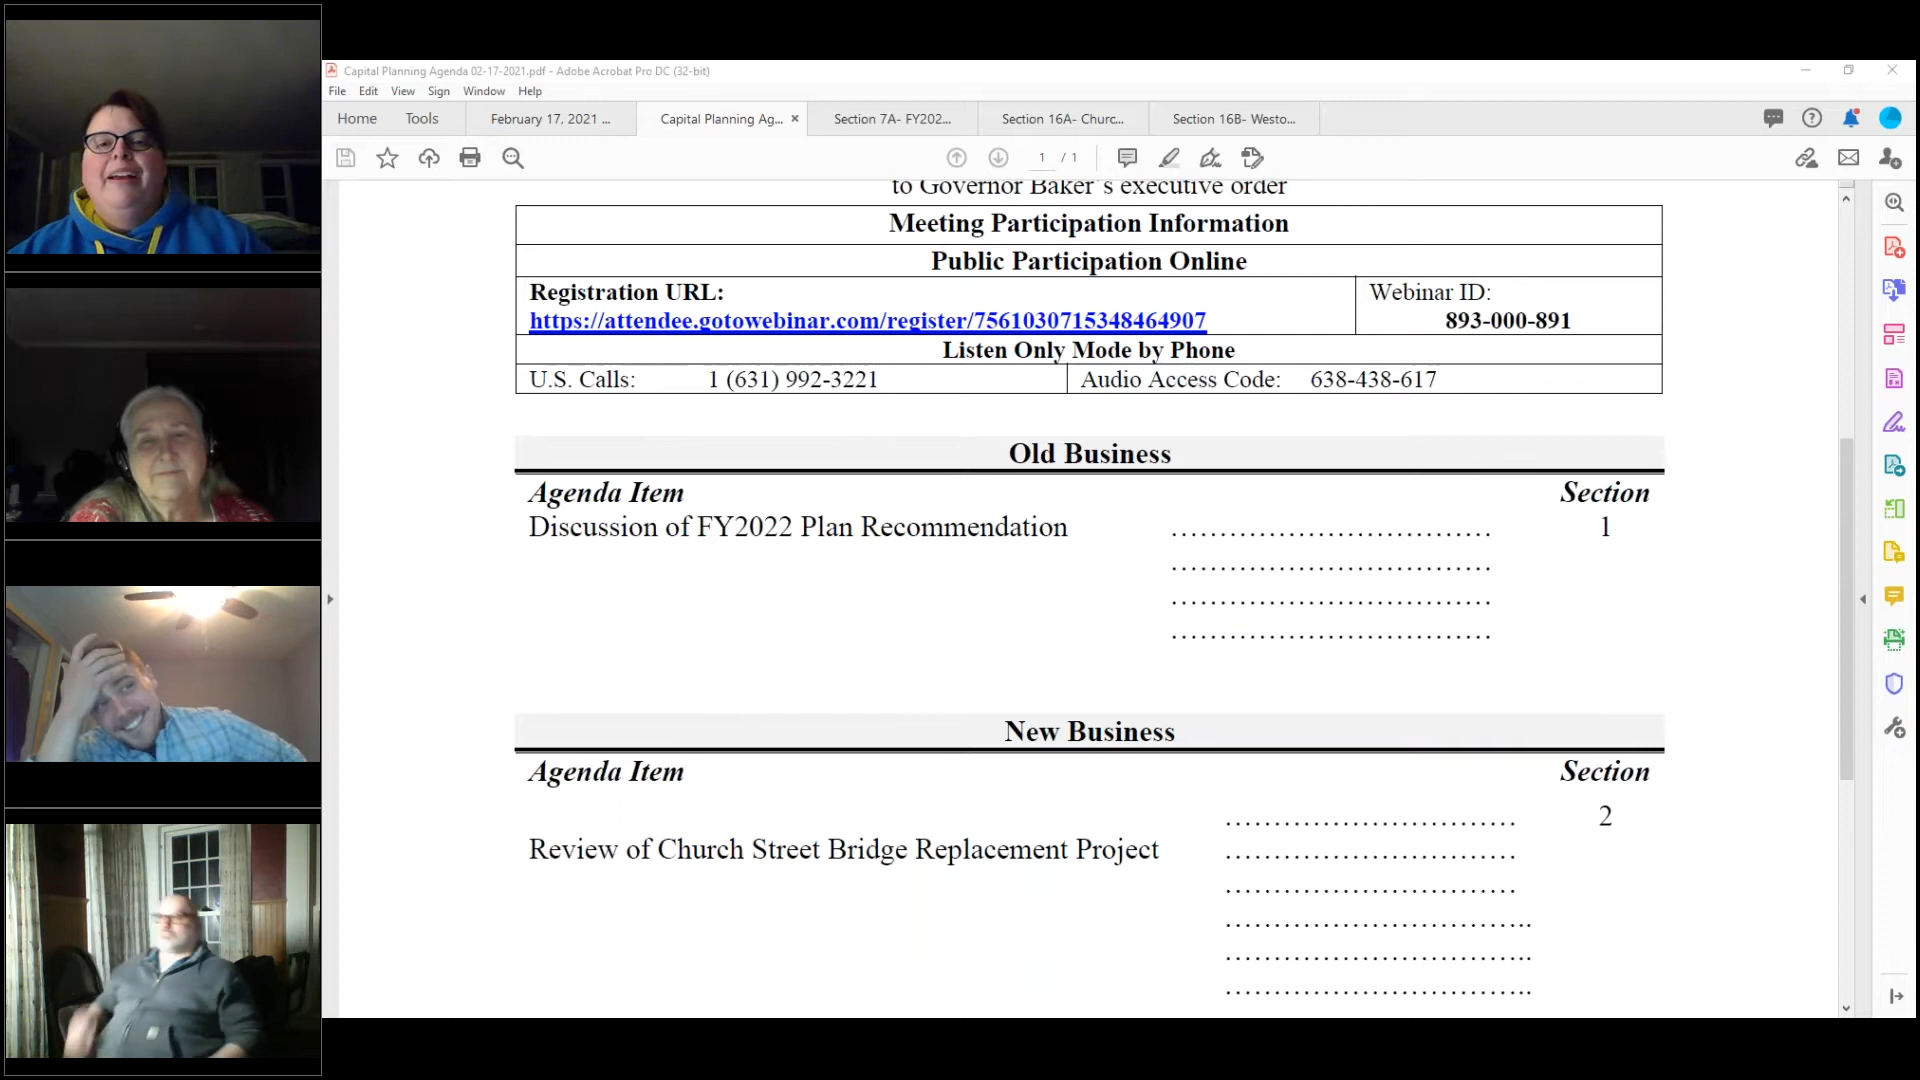 Capital Planning Agenda 02-17-2021.pdf - Adobe Acrobat Pro DC (32-bit)
File Edit View Sign Window Help
Home Tools February 17, 2021 ... Capital Planning Ag... × Section 7A- FY202... Section 16A- Churc... Section 16B- Westo...
1 / 1
to Governor Baker's executive order
Meeting Participation Information
Public Participation Online
Registration URL: Webinar ID:
https://attendee.gotowebinar.com/register/7561030715348464907 893-000-891
Listen Only Mode by Phone
U.S. Calls: 1 (631) 992-3221 Audio Access Code: 638-438-617
Old Business
Agenda Item Section
Discussion of FY2022 Plan Recommendation ................................. 1
.................................
.................................
.................................
New Business
Agenda Item Section
.............................. 2
Review of Church Street Bridge Replacement Project ..............................
..............................
................................
................................
................................